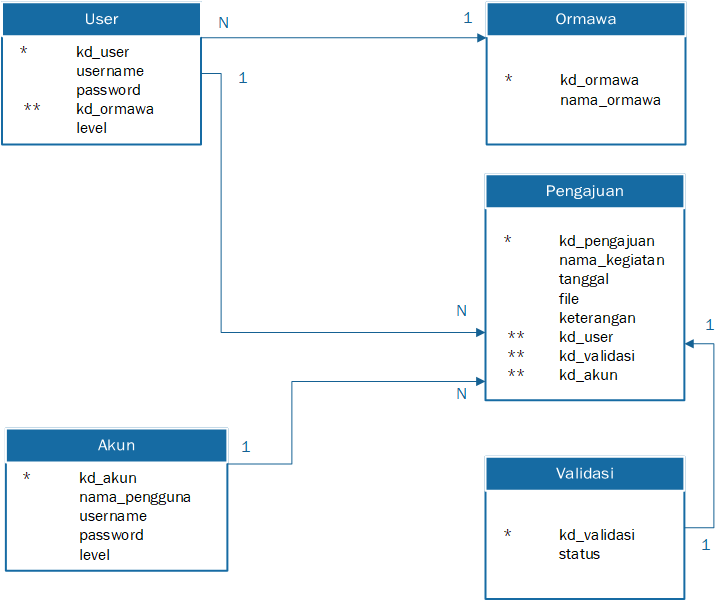 User
* kd_user
username
password
** kd_ormawa
level
N
1
1
Ormawa
* kd_ormawa
nama_ormawa
Pengajuan
* kd_pengajuan
nama_kegiatan
tanggal
file
keterangan
** kd_user
** kd_validasi
** kd_akun
N
N
1
Akun
* kd_akun
nama_pengguna
username
password
level
1
Validasi
* kd_validasi
status
1